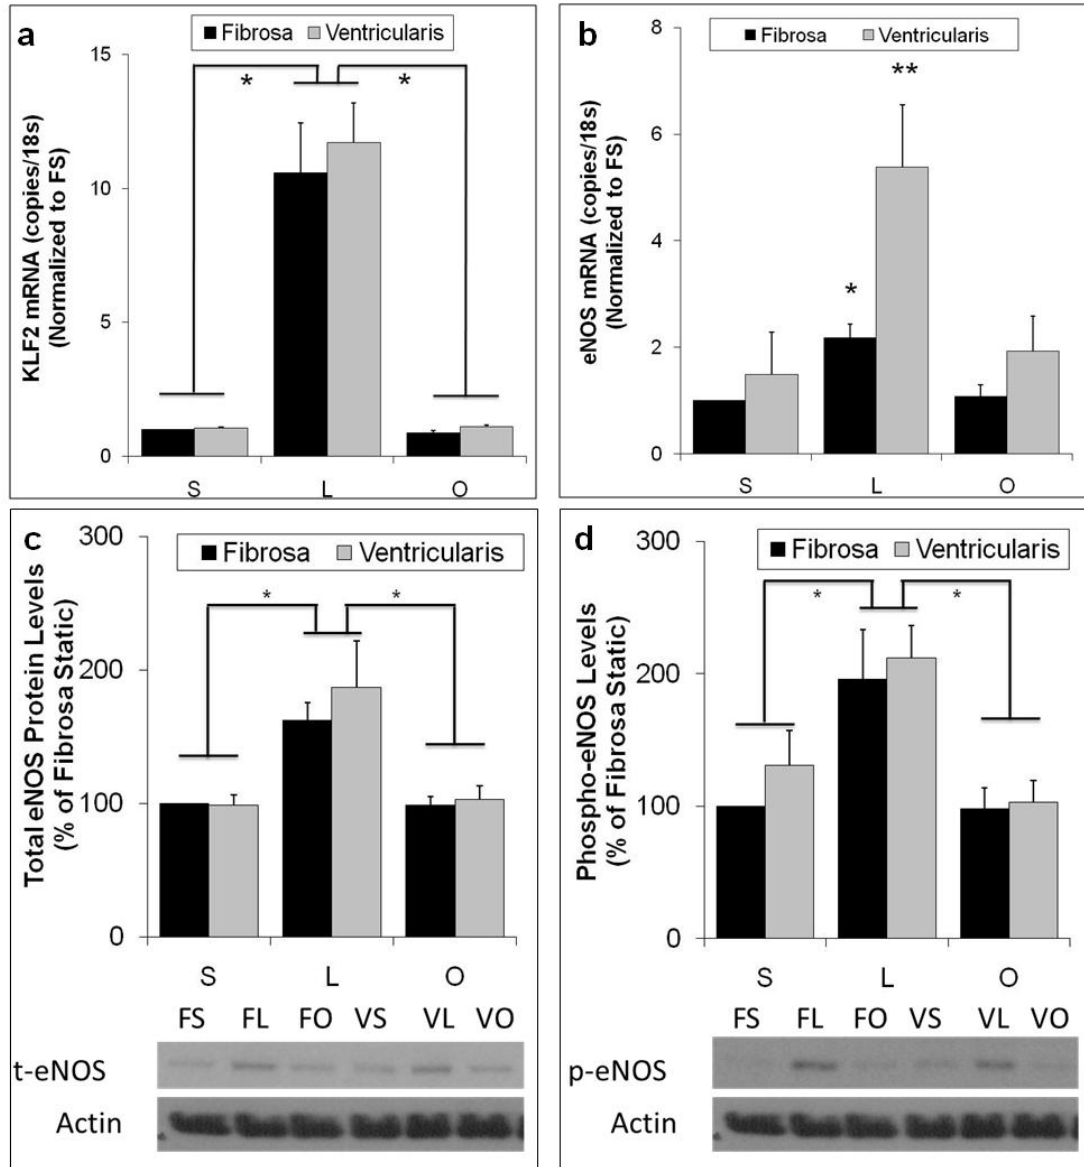 a
Fibrosa Ventricularis
KLF2 mRNA (copies/18s)
(Normalized to FS)
15
10
5
0
* *
S L O
b
Fibrosa Ventricularis
eNOS mRNA (copies/18s)
(Normalized to FS)
8
6
4
2
0
* **
S L O
c
Fibrosa Ventricularis
Total eNOS Protein Levels
(% of Fibrosa Static)
300
200
100
0
* *
S L O
FS FL FO VS VL VO
t-eNOS
Actin
d
Fibrosa Ventricularis
Phospho-eNOS Levels
(% of Fibrosa Static)
300
200
100
0
* *
S L O
FS FL FO VS VL VO
p-eNOS
Actin